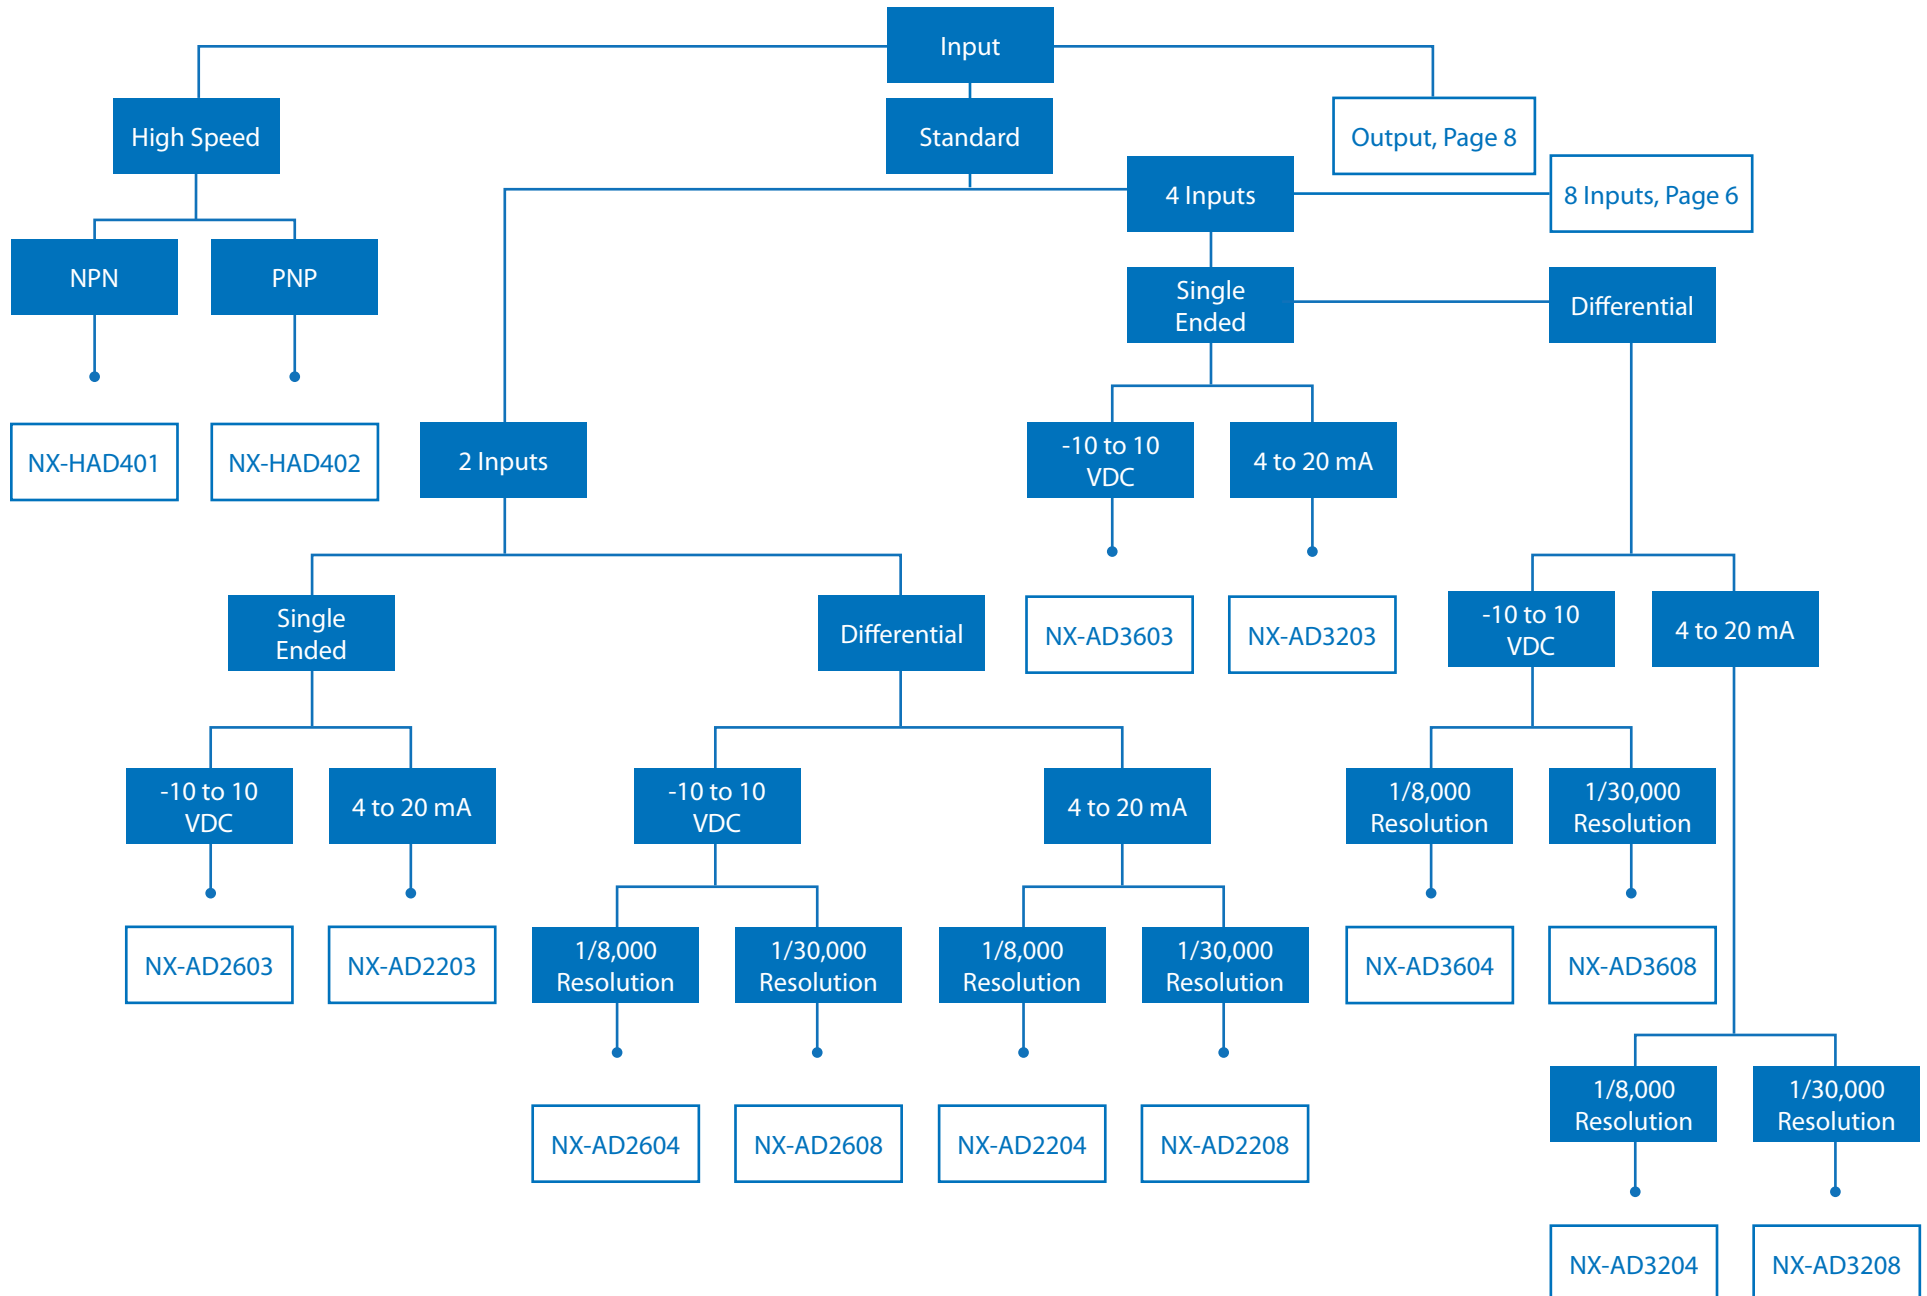 Input
High Speed
Standard
Output, Page 8
4 Inputs
8 Inputs, Page 6
NPN
PNP
Single
Ended
Differential
NX-HAD401
NX-HAD402
2 Inputs
-10 to 10
VDC
4 to 20 mA
Single
Ended
Differential
NX-AD3603
NX-AD3203
-10 to 10
VDC
4 to 20 mA
-10 to 10
VDC
4 to 20 mA
-10 to 10
VDC
4 to 20 mA
1/8,000
Resolution
1/30,000
Resolution
NX-AD2603
NX-AD2203
1/8,000
Resolution
1/30,000
Resolution
1/8,000
Resolution
1/30,000
Resolution
NX-AD3604
NX-AD3608
NX-AD2604
NX-AD2608
NX-AD2204
NX-AD2208
1/8,000
Resolution
1/30,000
Resolution
NX-AD3204
NX-AD3208